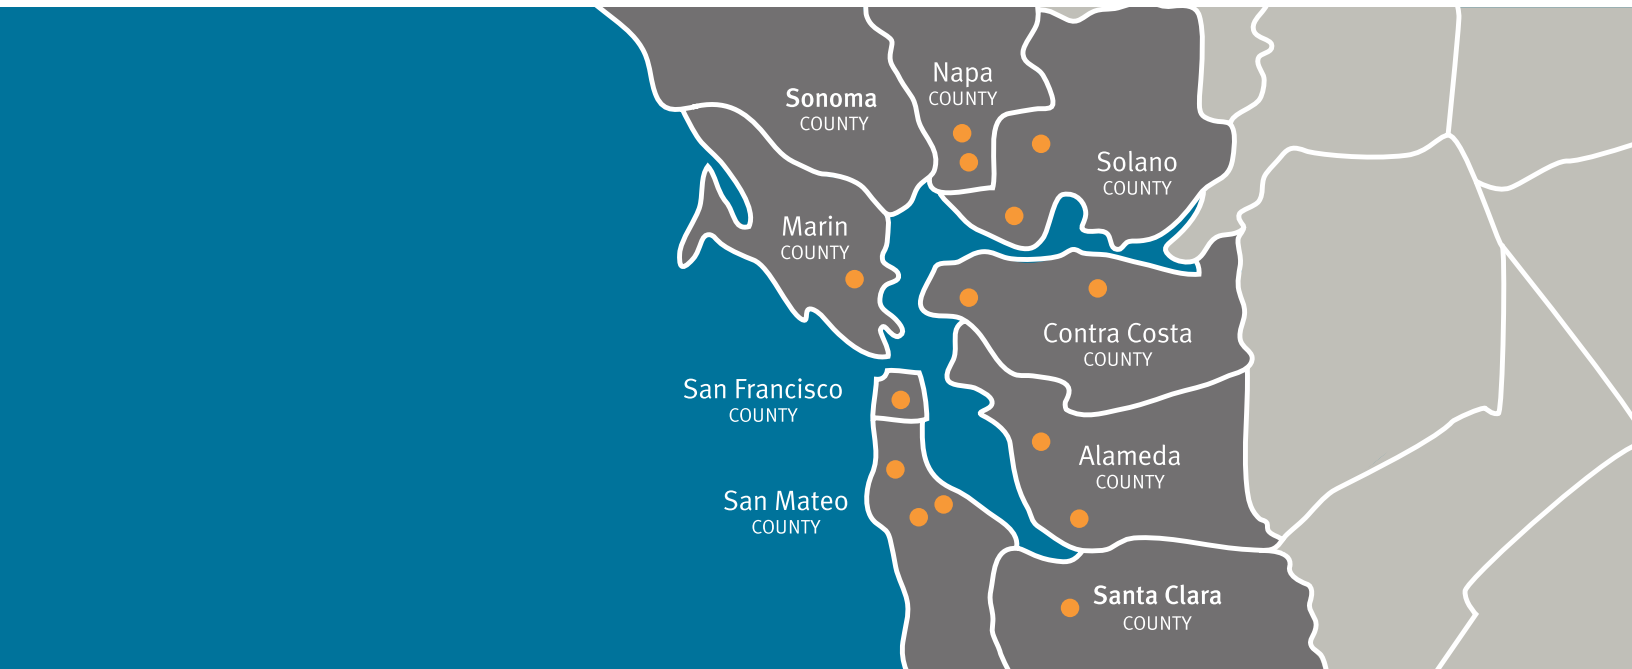 Napa
COUNTY
Sonoma
COUNTY
Solano
COUNTY
Marin
COUNTY
Contra Costa
COUNTY
San Francisco
COUNTY
Alameda
COUNTY
San Mateo
COUNTY
Santa Clara
COUNTY